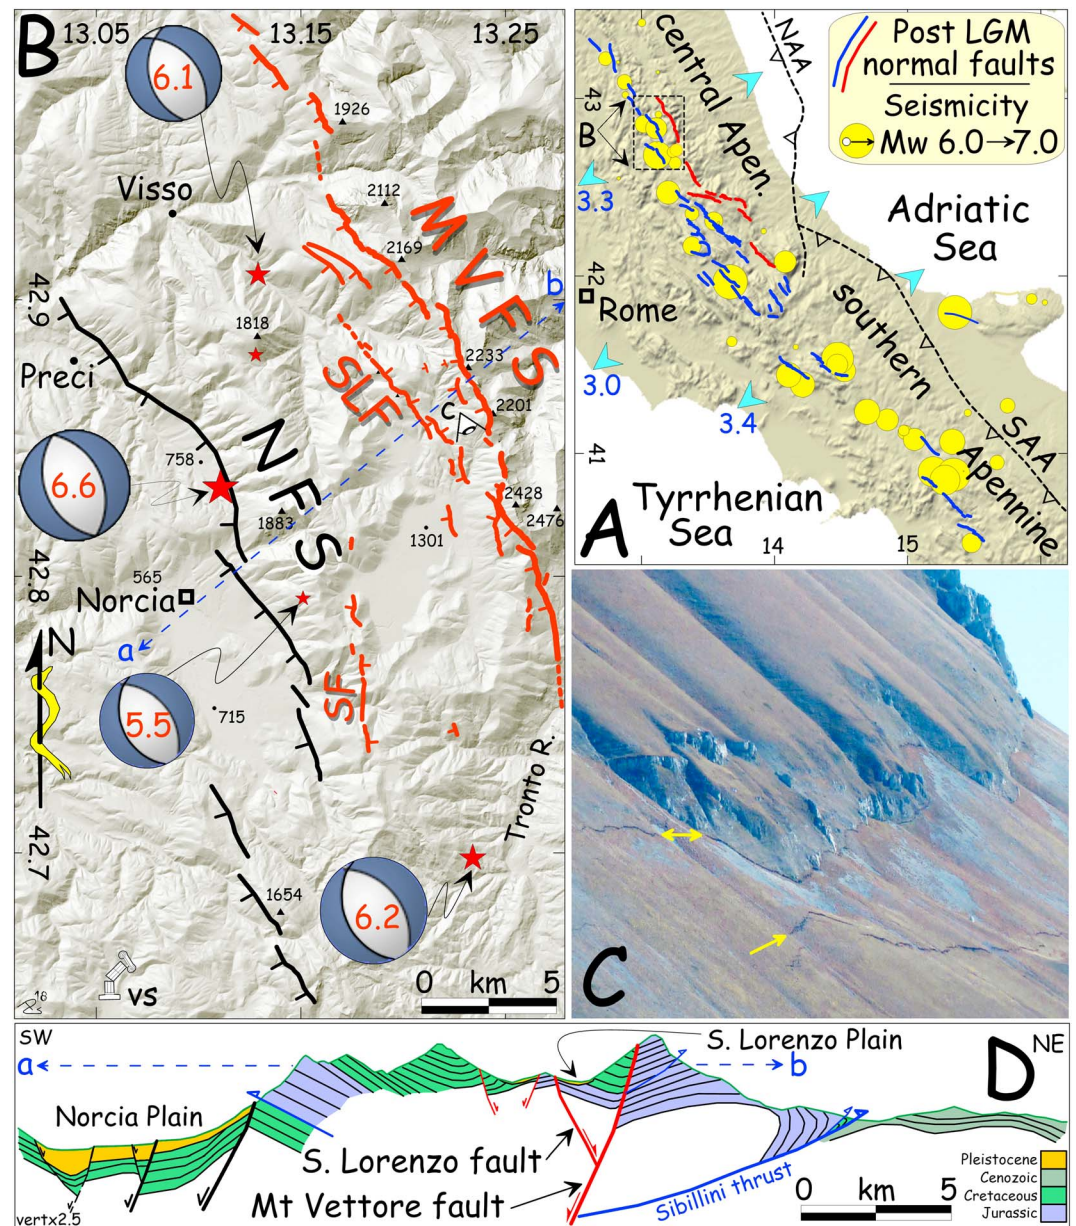 B
13.05
13.15
13.25
6.1
1926
Visso
2112
2169
MVFS
b
42.9
1818
Preci
2233
SLF
2201
C
NFS
758
6.6
1883
2428
2476
1301
42.8
565
Norcia
a
N
SF
5.5
715
Tronto R.
42.7
1654
6.2
0 km 5
vs
18
NAA
Post LGM
normal faults
Seismicity
Mw 6.0→7.0
central Apen.
43
B
3.3
Adriatic
Sea
42
Rome
southern
3.0
3.4
SAA
41
Apennine
A
Tyrrhenian
Sea
14
15
C
SW
NE
S. Lorenzo Plain
D
a
b
Norcia Plain
S. Lorenzo fault
Mt Vettore fault
Sibillini thrust
0 km 5
Pleistocene
Cenozoic
Cretaceous
Jurassic
vertx2.5